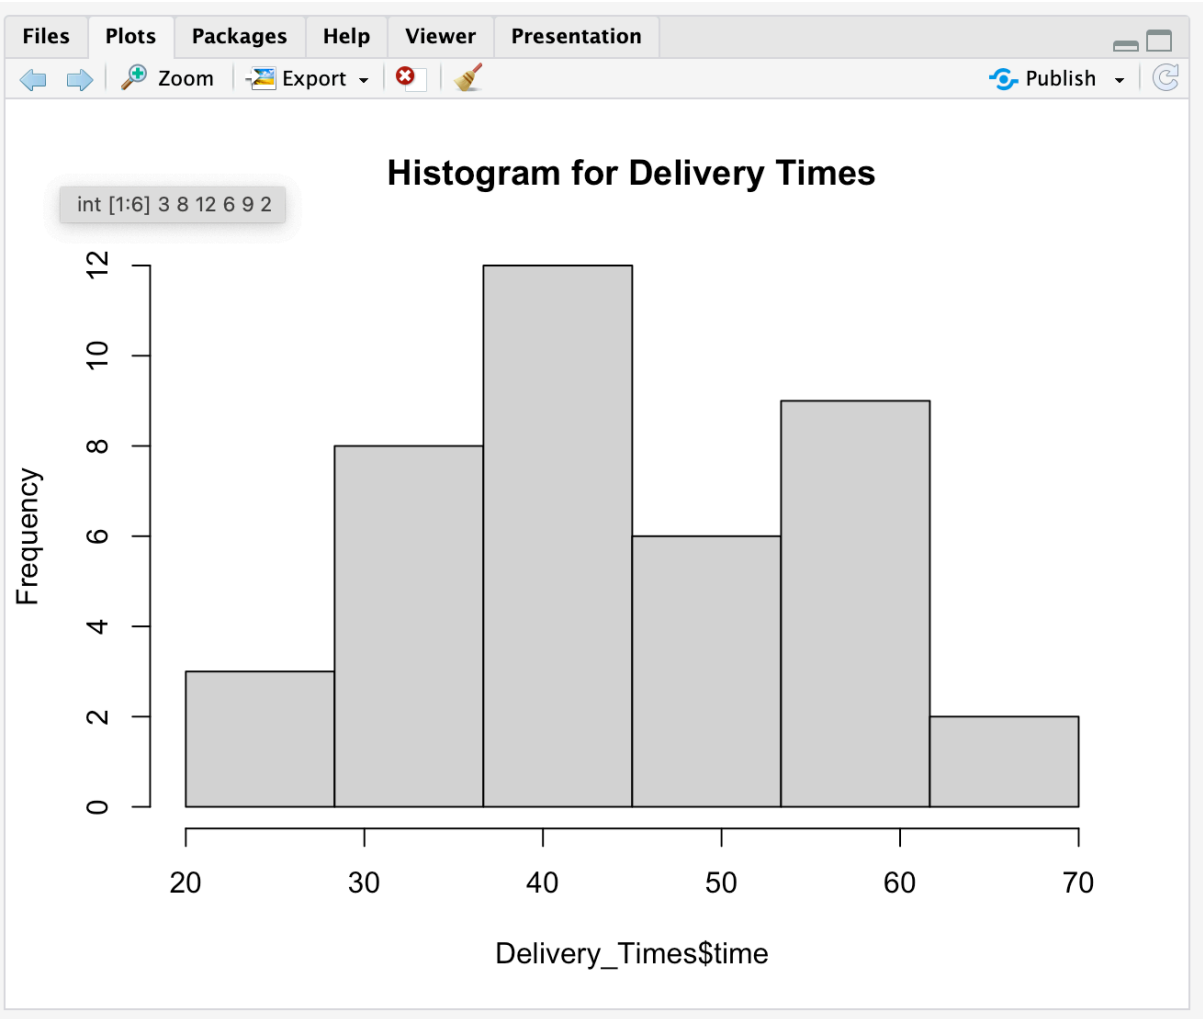 Files Plots Packages Help Viewer Presentation
Zoom Export Publish
Histogram for Delivery Times
int [1:6] 3 8 12 6 9 2
12
10
8
6
4
2
0
Frequency
20 30 40 50 60 70
Delivery_Times$time